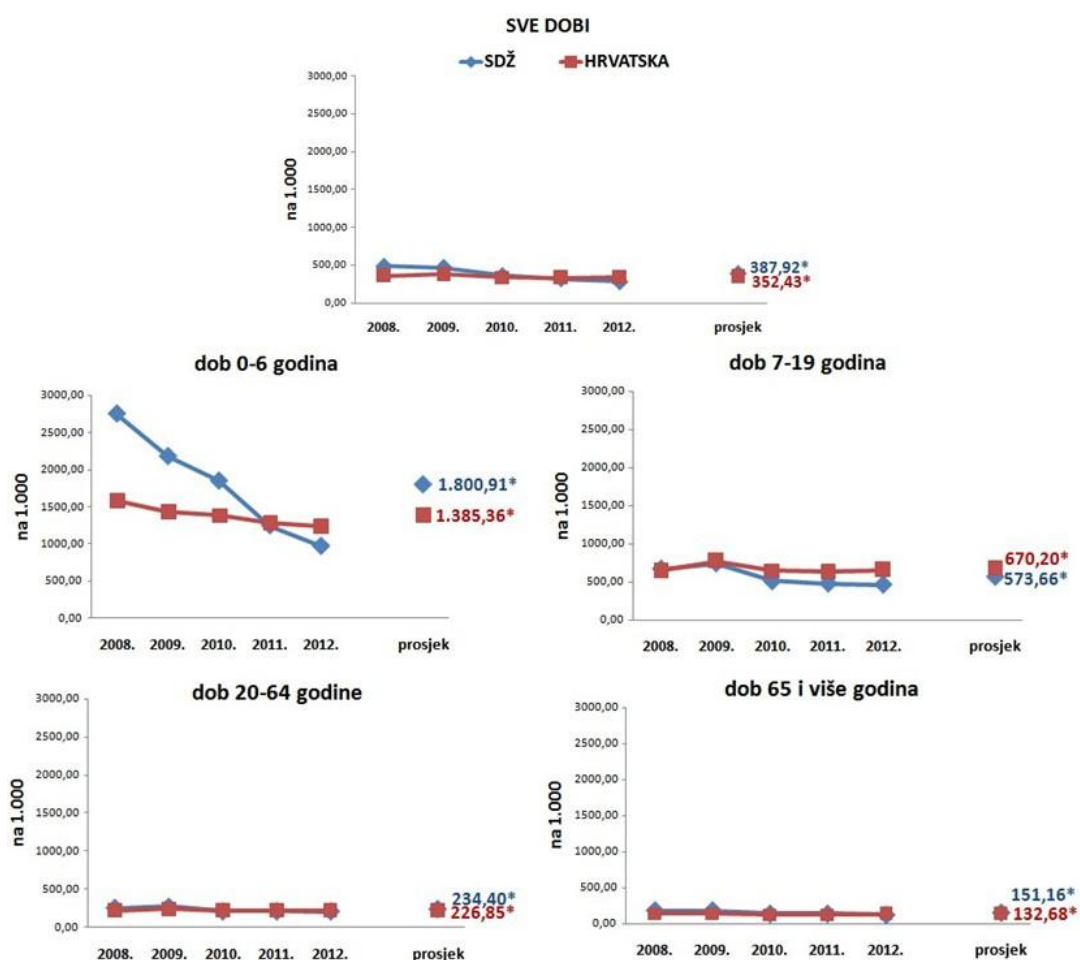 SVE DOBI
SDŽ HRVATSKA
3000,00
2500,00
2000,00
1500,00
1000,00
500,00
0,00
na 1.000
387,92*
352,43*
2008. 2009. 2010. 2011. 2012. prosjek
dob 0-6 godina
3000,00
2500,00
2000,00
1500,00
1000,00
500,00
0,00
na 1.000
1.800,91*
1.385,36*
2008. 2009. 2010. 2011. 2012. prosjek
dob 7-19 godina
3000,00
2500,00
2000,00
1500,00
1000,00
500,00
0,00
na 1.000
670,20*
573,66*
2008. 2009. 2010. 2011. 2012. prosjek
dob 20-64 godine
3000,00
2500,00
2000,00
1500,00
1000,00
500,00
0,00
na 1.000
234,40*
226,85*
2008. 2009. 2010. 2011. 2012. prosjek
dob 65 i više godina
3000,00
2500,00
2000,00
1500,00
1000,00
500,00
0,00
na 1.000
151,16*
132,68*
2008. 2009. 2010. 2011. 2012. prosjek